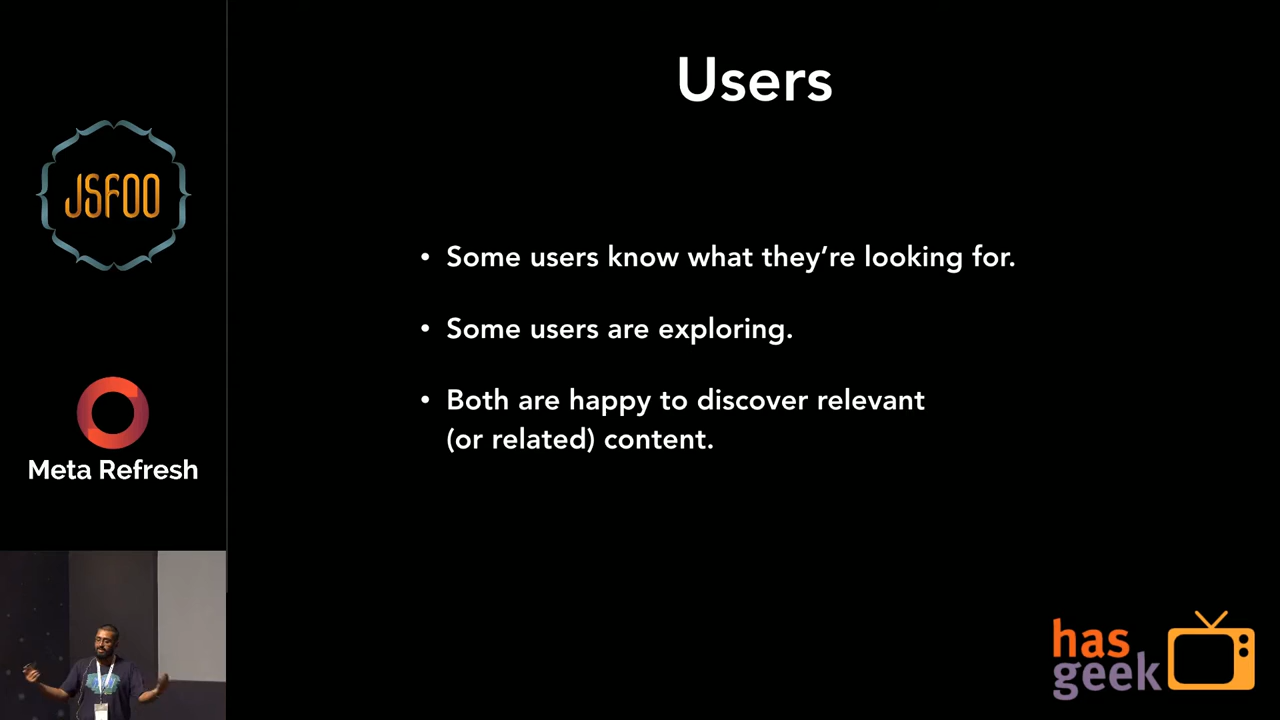 Users
JSFOO
• Some users know what they’re looking for.
• Some users are exploring.
• Both are happy to discover relevant
(or related) content.
Meta Refresh
has
geek